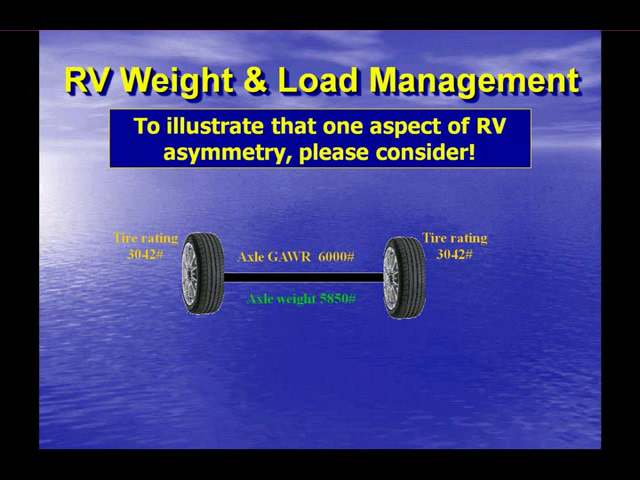 RV Weight & Load Management
To illustrate that one aspect of RV
asymmetry, please consider!
Tire rating
3042#
Axle GAWR 6000#
Tire rating
3042#
Axle weight 5850#